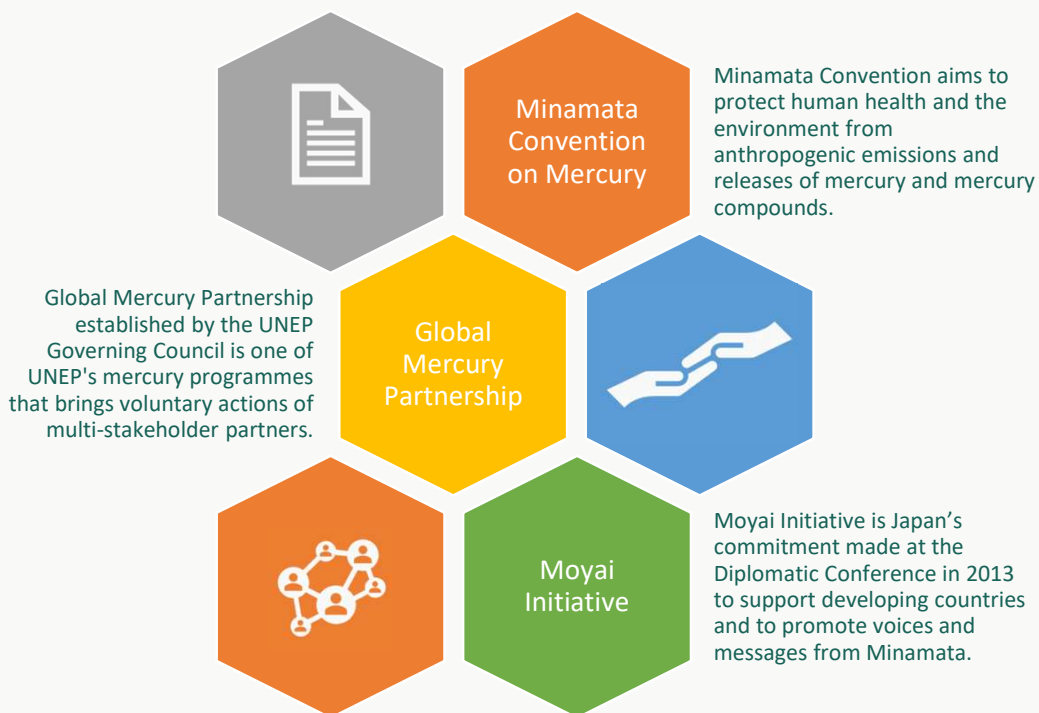 Minamata
Convention
on Mercury
Minamata Convention aims to
protect human health and the
environment from
anthropogenic emissions and
releases of mercury and mercury
compounds.
Global Mercury Partnership
established by the UNEP
Governing Council is one of
UNEP's mercury programmes
that brings voluntary actions of
multi-stakeholder partners.
Global
Mercury
Partnership
Moyai
Initiative
Moyai Initiative is Japan’s
commitment made at the
Diplomatic Conference in 2013
to support developing countries
and to promote voices and
messages from Minamata.